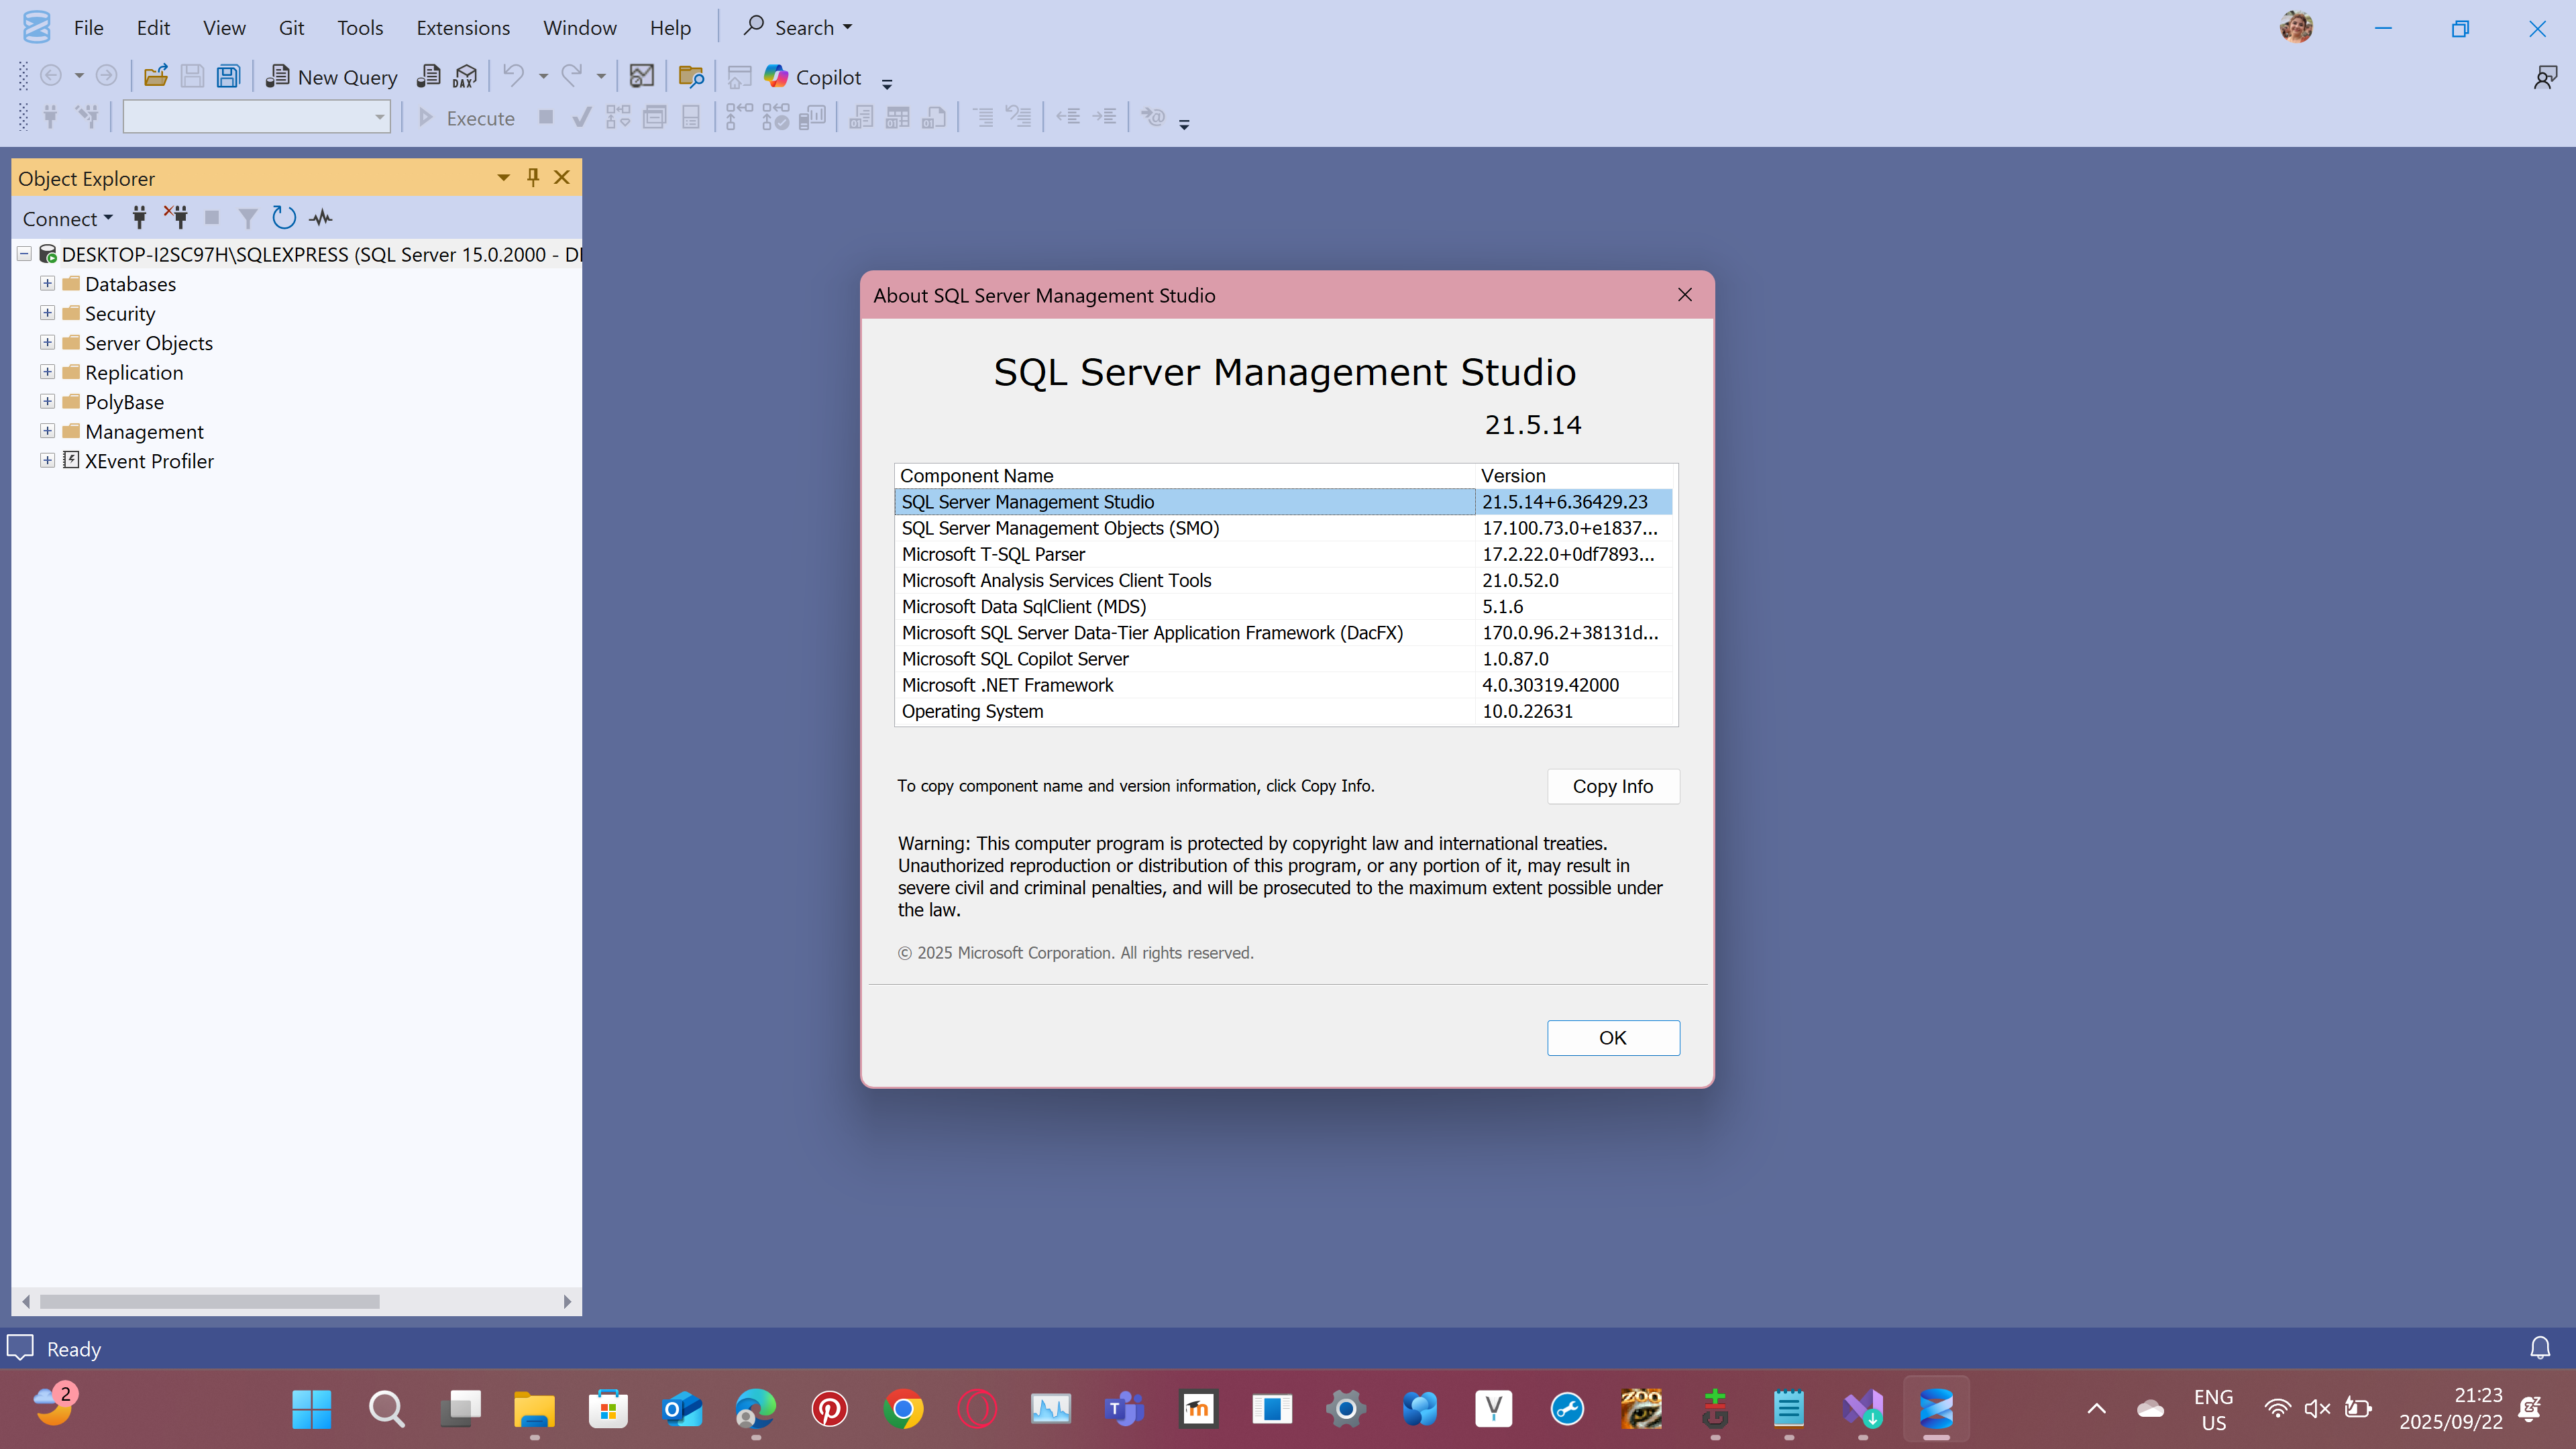 File Edit View Git Tools Extensions Window Help Search
New Query DAX Copilot
Execute
Object Explorer
Connect
DESKTOP-I2SC97H\SQLEXPRESS (SQL Server 15.0.2000 - DI
Databases
Security
Server Objects
Replication
PolyBase
Management
XEvent Profiler
About SQL Server Management Studio
SQL Server Management Studio
21.5.14
Component Name Version
SQL Server Management Studio 21.5.14+6.36429.23
SQL Server Management Objects (SMO) 17.100.73.0+e1837...
Microsoft T-SQL Parser 17.2.22.0+0df7893...
Microsoft Analysis Services Client Tools 21.0.52.0
Microsoft Data SqlClient (MDS) 5.1.6
Microsoft SQL Server Data-Tier Application Framework (DacFX) 170.0.96.2+38131d...
Microsoft SQL Copilot Server 1.0.87.0
Microsoft .NET Framework 4.0.30319.42000
Operating System 10.0.22631
To copy component name and version information, click Copy Info.
Copy Info
Warning: This computer program is protected by copyright law and international treaties.
Unauthorized reproduction or distribution of this program, or any portion of it, may result in
severe civil and criminal penalties, and will be prosecuted to the maximum extent possible under
the law.
© 2025 Microsoft Corporation. All rights reserved.
OK
Ready
2
ZOO
Git
ENG
US
21:23
2025/09/22